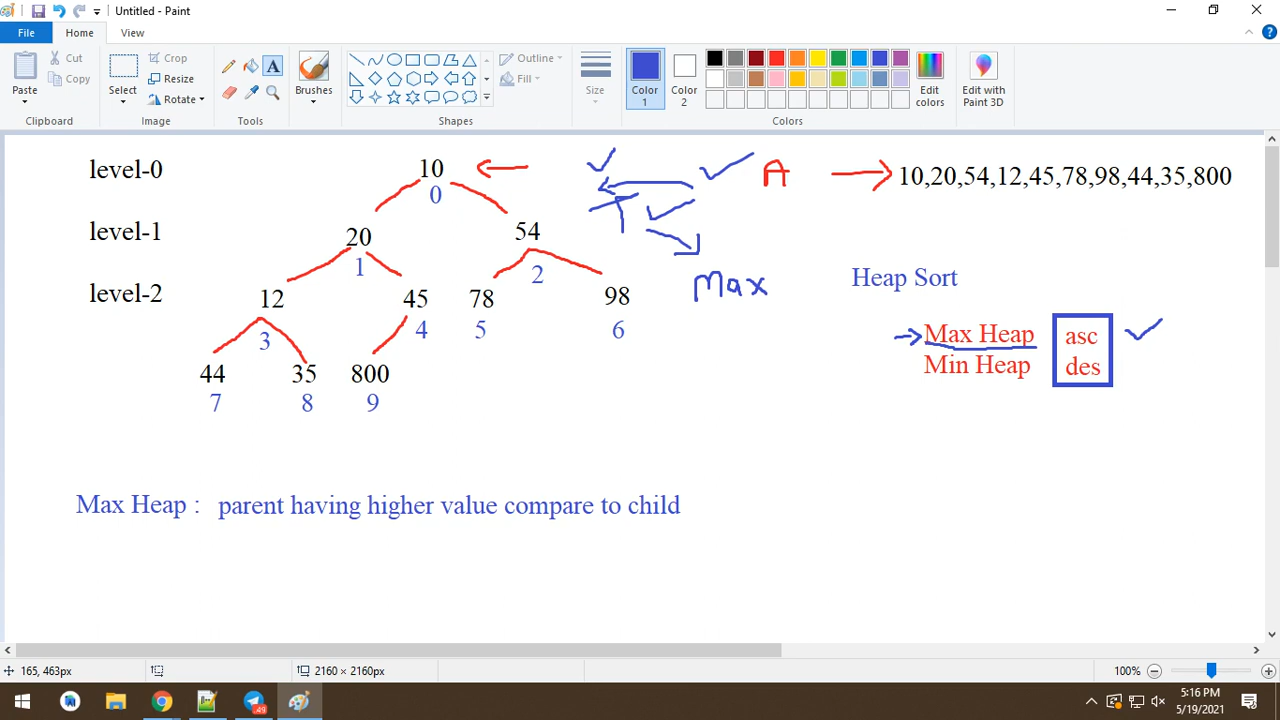 Untitled - Paint
File Home View
Paste
Cut
Copy
Clipboard
Select
Crop
Resize
Rotate
Image
A
Tools
Brushes
Shapes
Outline
Fill
Size
Color 1
Color 2
Colors
Edit colors
Edit with Paint 3D
level-0
10
0
A
10,20,54,12,45,78,98,44,35,800
level-1
20
54
1
2
Max
Heap Sort
level-2
12
45
78
98
3
4
5
6
Max Heap
asc
Min Heap
des
44
35
800
7
8
9
Max Heap : parent having higher value compare to child
165, 463px
2160 × 2160px
100%
49
5:16 PM
5/19/2021